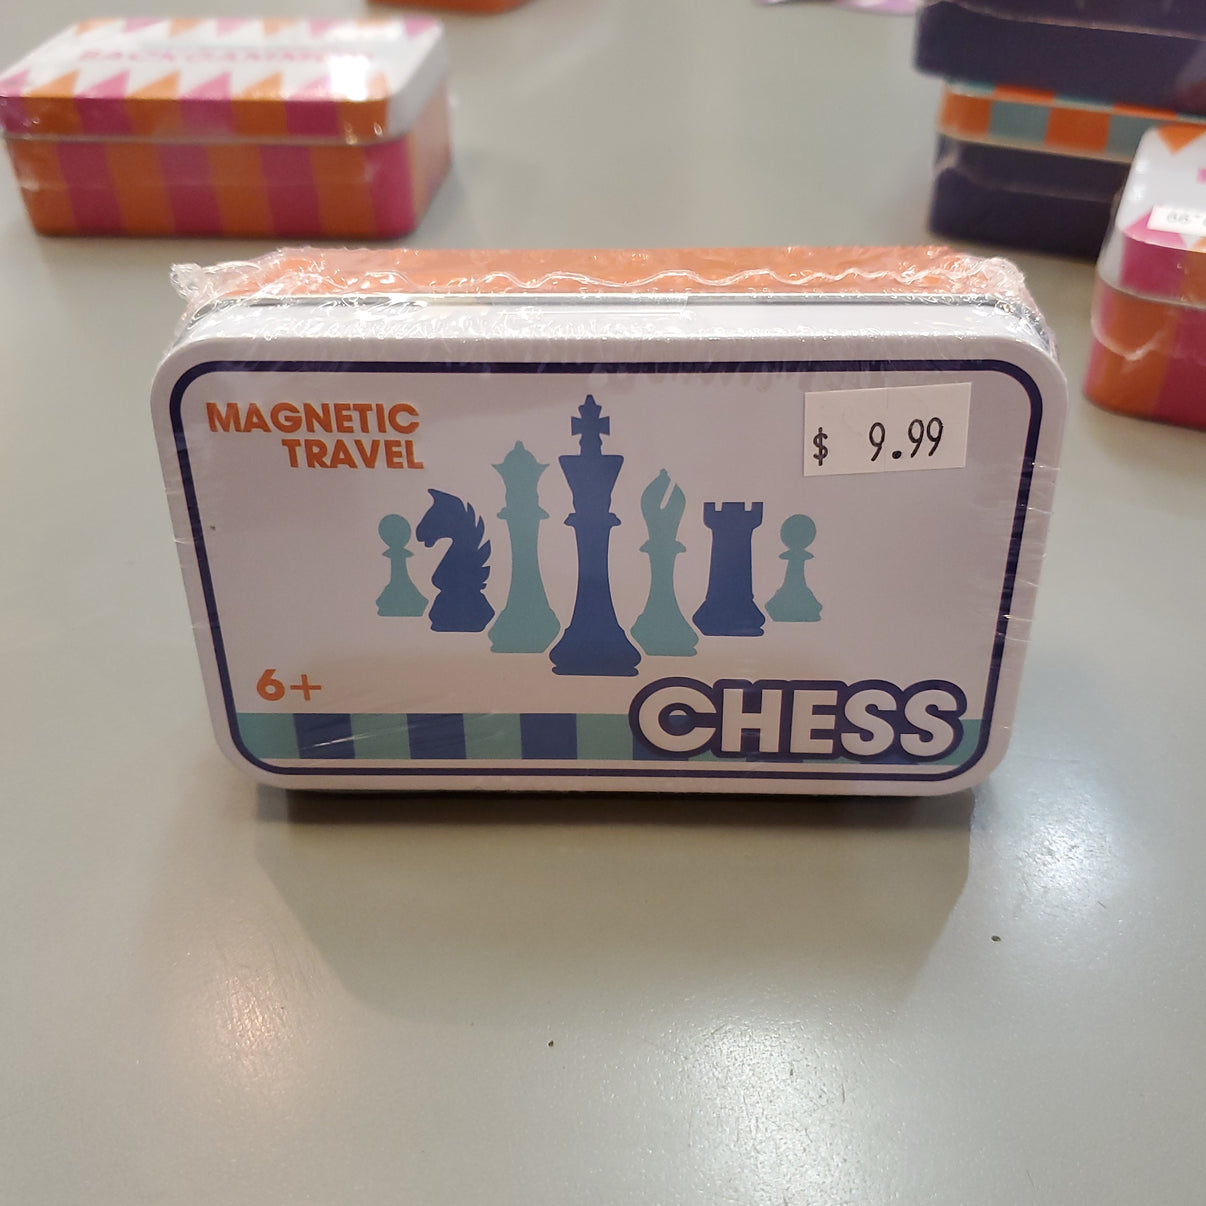 MAGNETIC
TRAVEL
$ 9.99
6+
CHESS